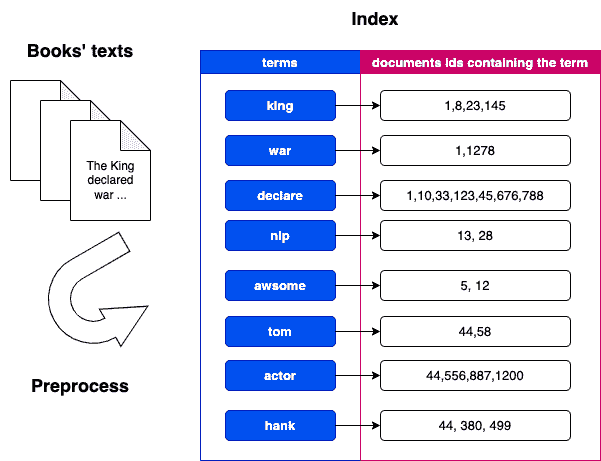 Index
Books' texts
The King
declared
war ...
Preprocess
terms
documents ids containing the term
king
1,8,23,145
war
1,1278
declare
1,10,33,123,45,676,788
nlp
13, 28
awsome
5, 12
tom
44,58
actor
44,556,887,1200
hank
44, 380, 499